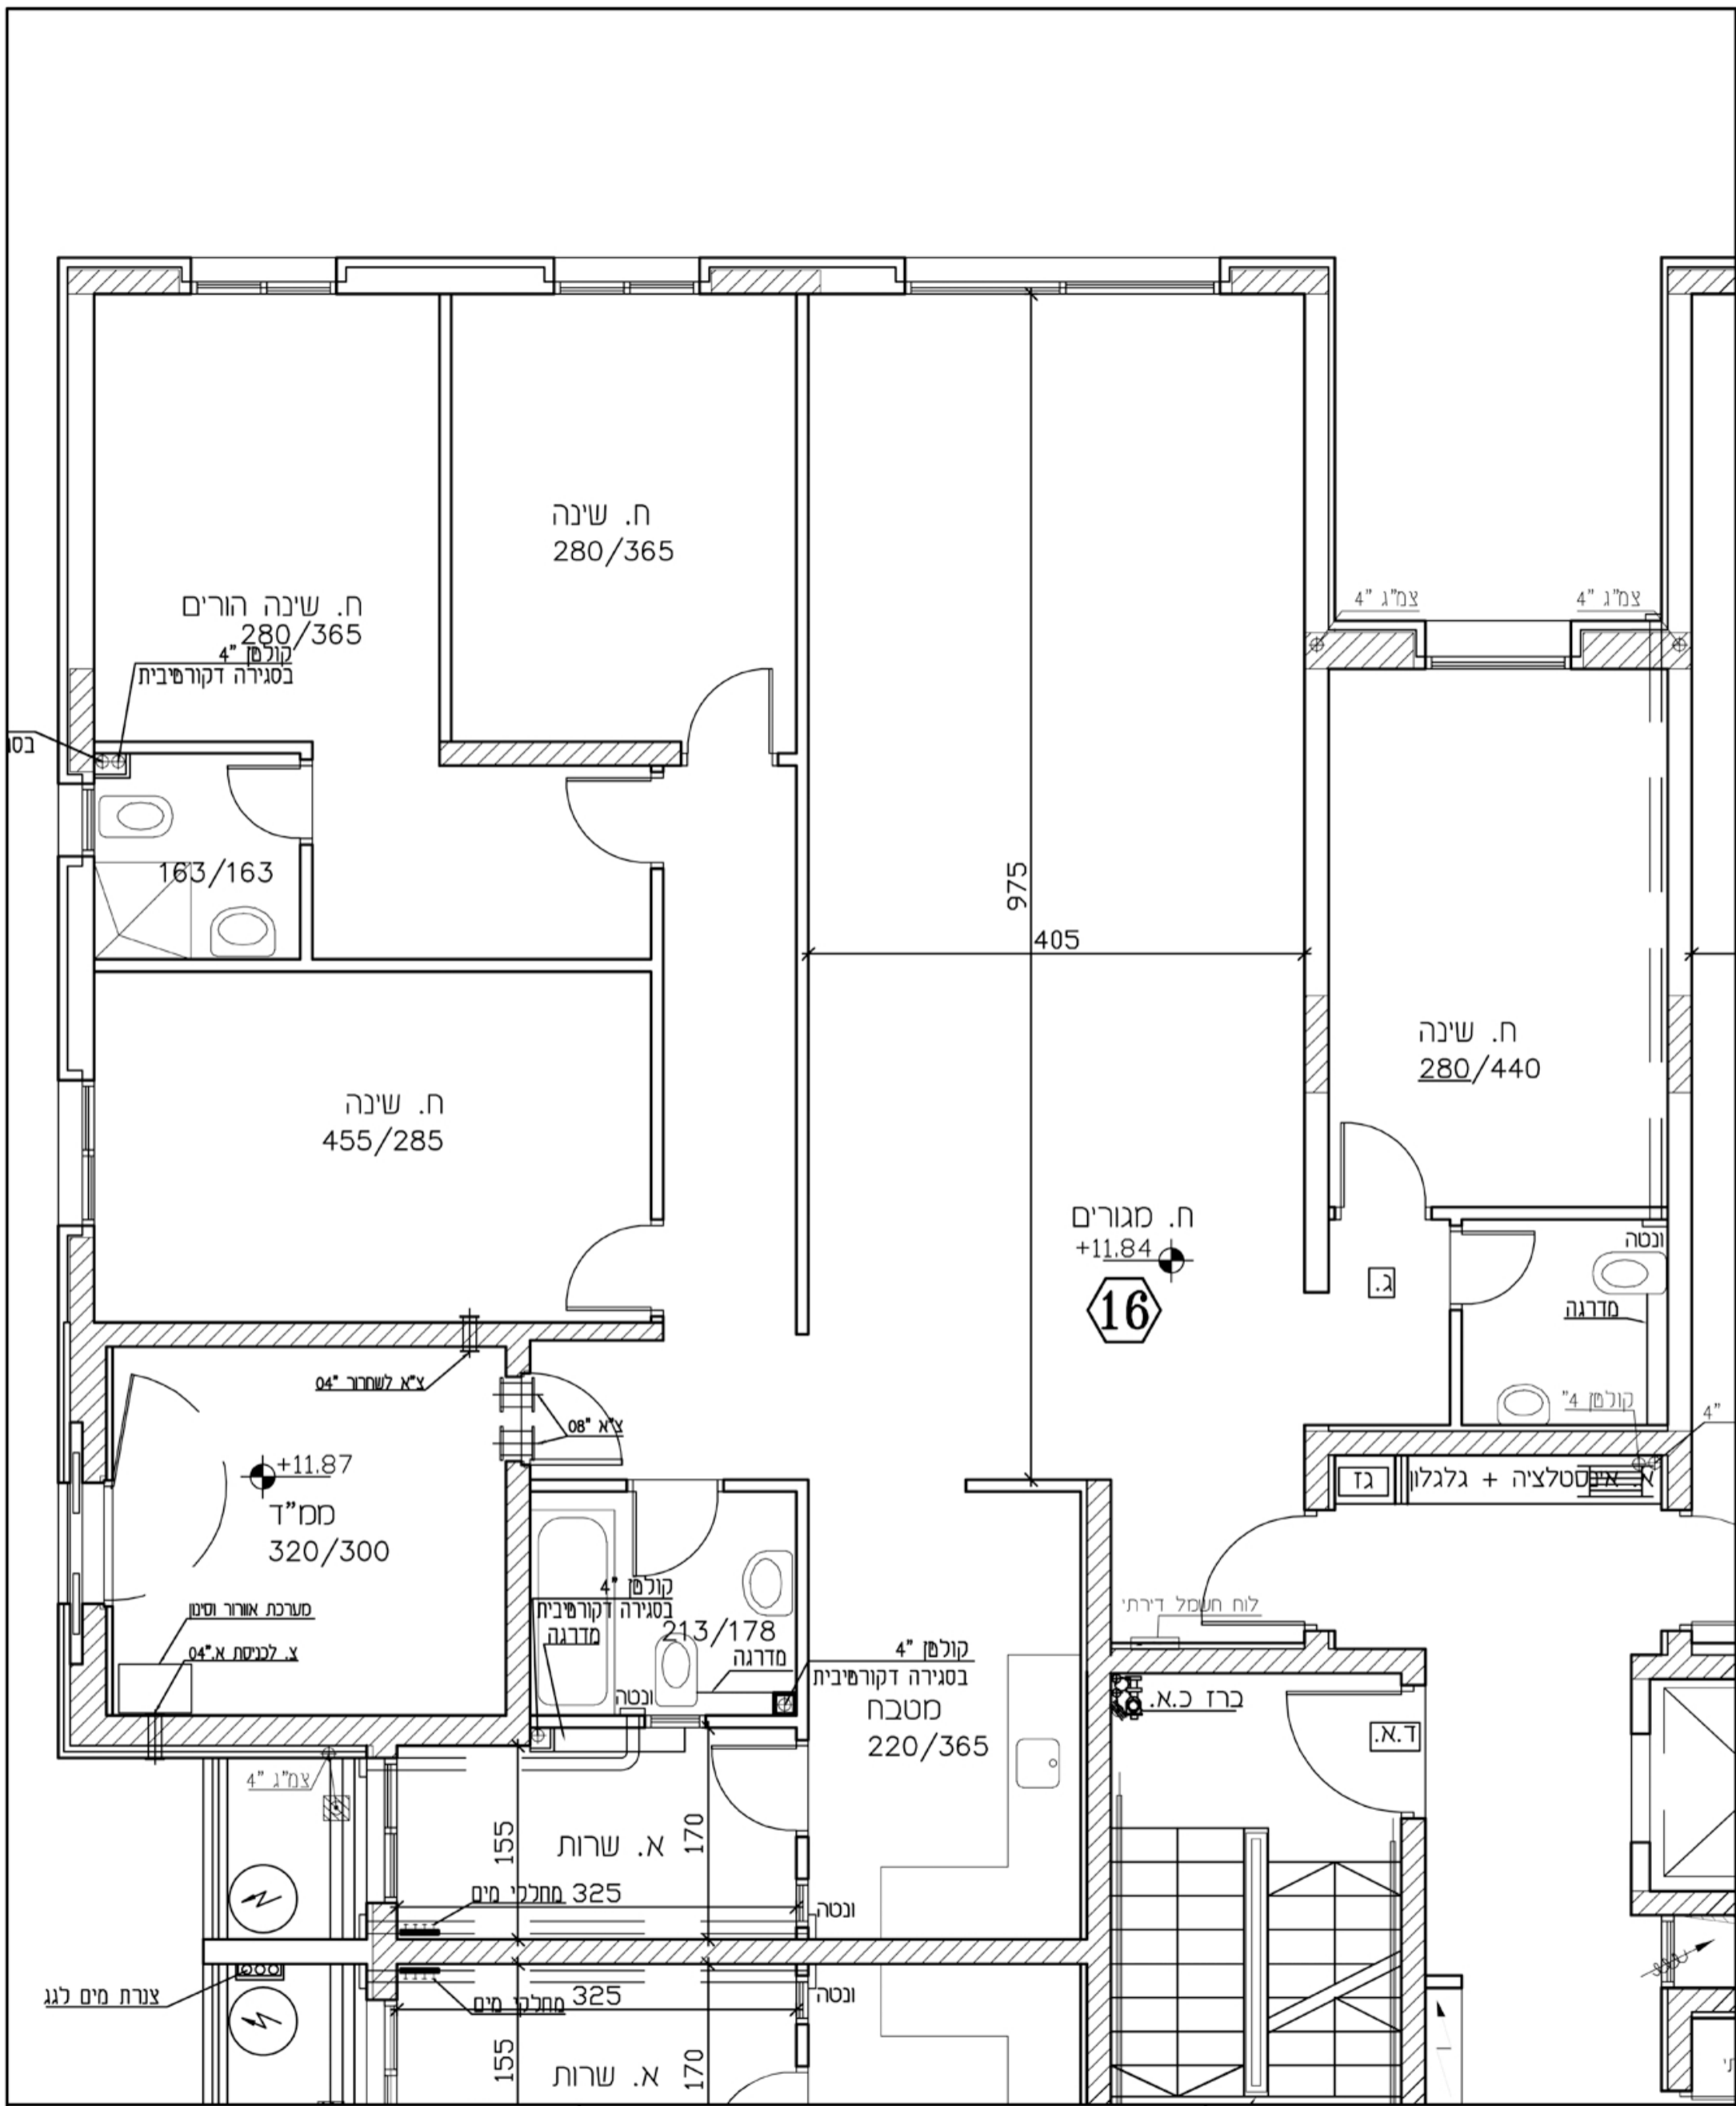 ח. שינה
280/365
ח. שינה הורים
280/365
קולטן "4
בסגירה דקורטיבית
צמ"ג "4
צמ"ג "4
163/163
975
405
ח. שינה
280/440
ח. שינה
455/285
ח. מגורים
+11.84
16
ג.
ונטה
מדרגה
צ"א לשחרור "04
צ"א "08
קולטן 4"
4"
+11.87
ממ"ד
320/300
גז
א. אינסטלציה + גלגלון
מערכת אוורור וסינון
צ. לכניסת א."04
קולטן "4
בסגירה דקורטיבית
מדרגה
213/178
מדרגה
ונטה
לוח חשמל דירתי
קולטן "4
בסגירה דקורטיבית
מטבח
220/365
ברז כ.א.
ד.א.
צמ"ג "4
155
א. שרות
170
מחלקי מים
325
ונטה
צנרת מים לגג
מחלקי מים
325
ונטה
155
א. שרות
170